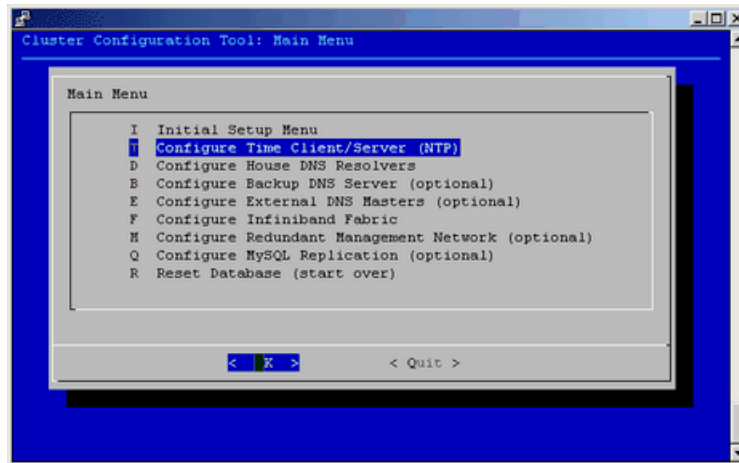 Cluster Configuration Tool: Main Menu
Main Menu
I Initial Setup Menu
T Configure Time Client/Server (NTP)
D Configure House DNS Resolvers
B Configure Backup DNS Server (optional)
E Configure External DNS Masters (optional)
F Configure Infiniband Fabric
M Configure Redundant Management Network (optional)
Q Configure MySQL Replication (optional)
R Reset Database (start over)
< K > < Quit >